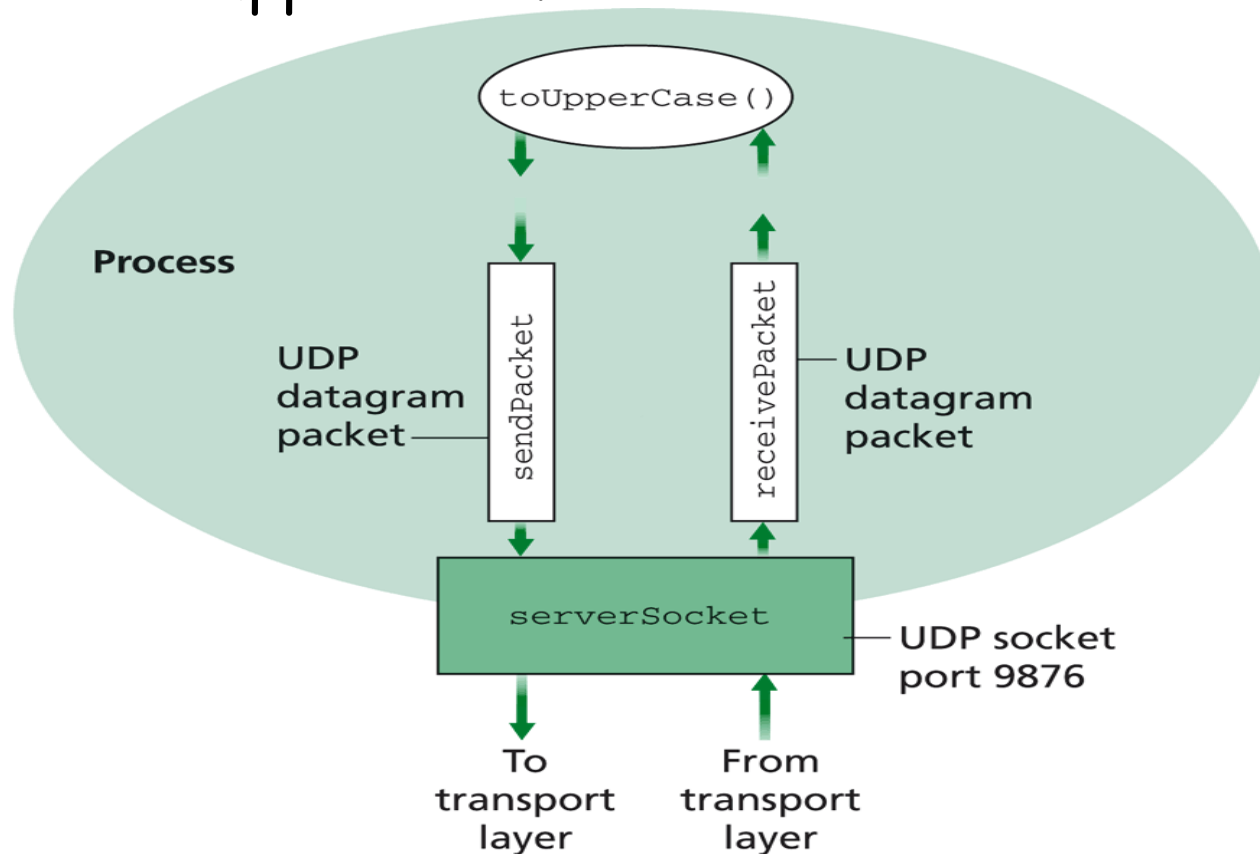 toUpperCase()
Process
UDP
datagram
packet
sendPacket
receivePacket
UDP
datagram
packet
serverSocket
UDP socket
port 9876
To
transport
layer
From
transport
layer